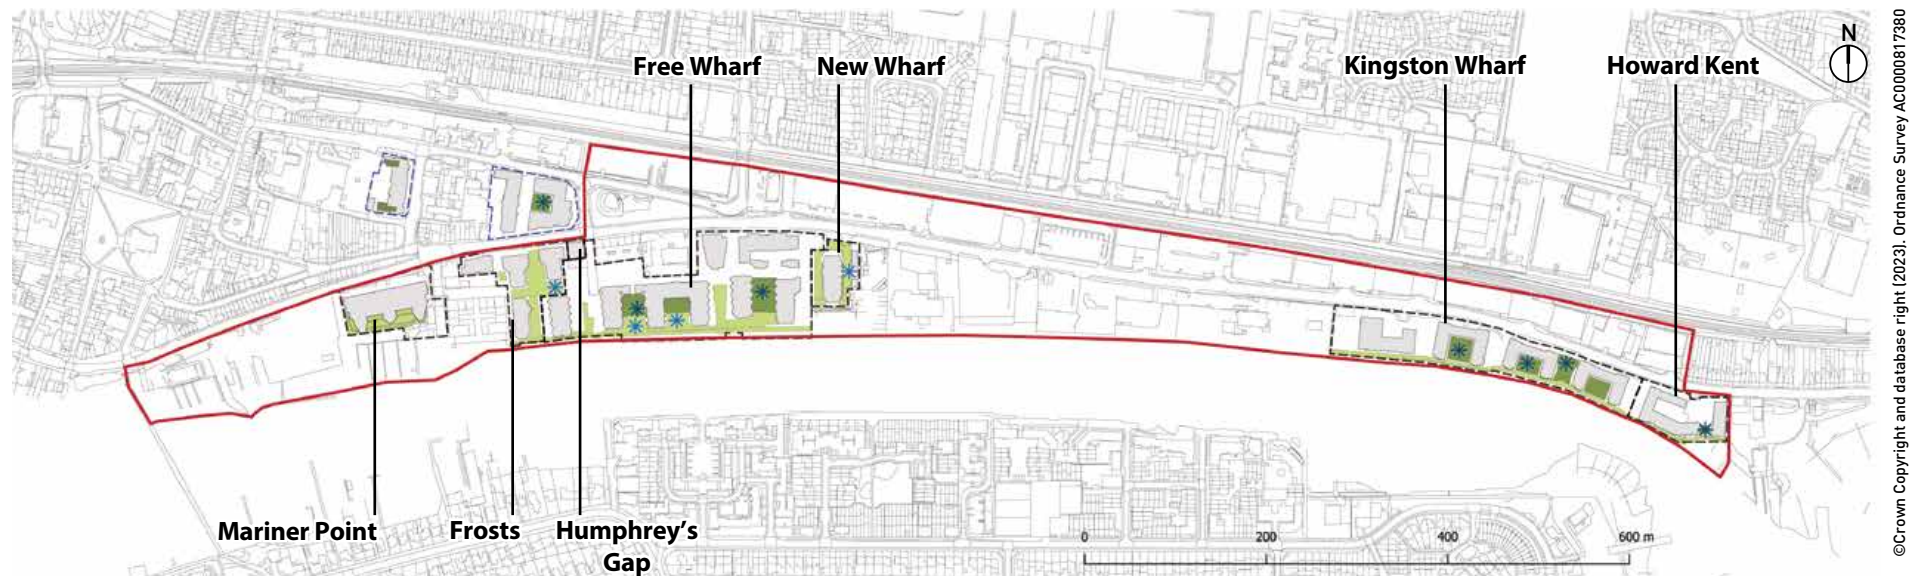 Free Wharf
New Wharf
Kingston Wharf
Howard Kent
N
Mariner Point
Frosts
Humphrey’s
Gap
0
200
400
600 m
©Crown Copyright and database right (2023). Ordnance Survey AC0000817380